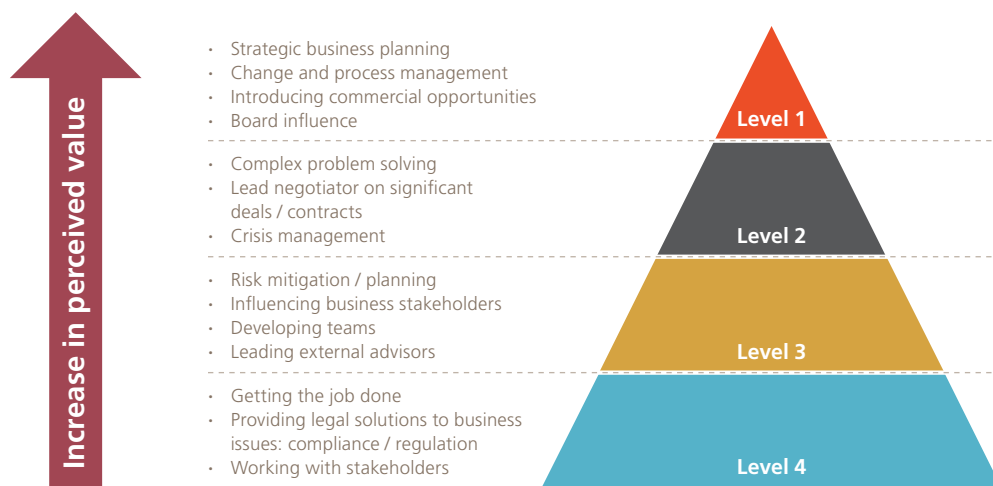 Increase in perceived value
· Strategic business planning
· Change and process management
· Introducing commercial opportunities
· Board influence
Level 1
· Complex problem solving
· Lead negotiator on significant
deals / contracts
· Crisis management
Level 2
· Risk mitigation / planning
· Influencing business stakeholders
· Developing teams
· Leading external advisors
Level 3
· Getting the job done
· Providing legal solutions to business
issues: compliance / regulation
· Working with stakeholders
Level 4